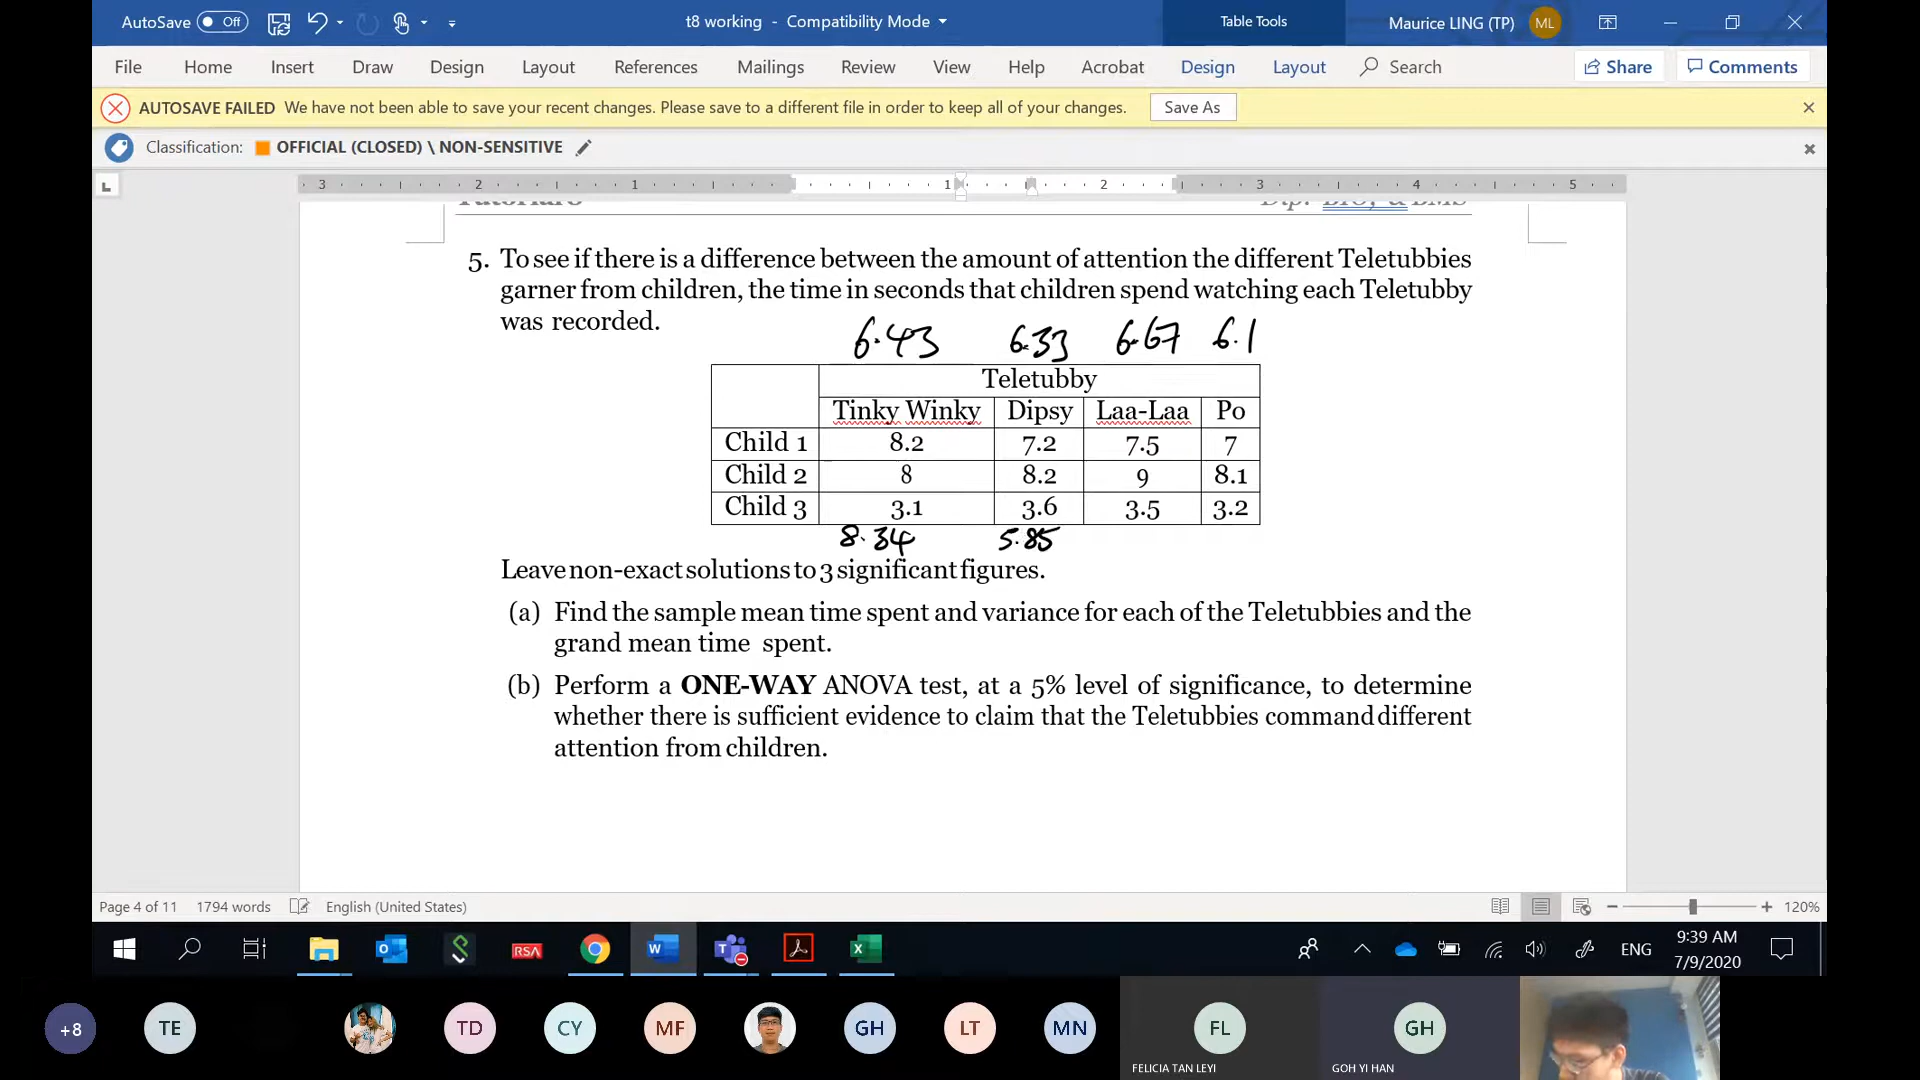 AutoSave Off t8 working - Compatibility Mode Table Tools Maurice LING (TP) ML
File Home Insert Draw Design Layout References Mailings Review View Help Acrobat Design Layout Search Share Comments
AUTOSAVE FAILED We have not been able to save your recent changes. Please save to a different file in order to keep all of your changes. Save As
Classification: OFFICIAL (CLOSED) \ NON-SENSITIVE
L 3 2 1 1 2 3 4 5
5. To see if there is a difference between the amount of attention the different Teletubbies
garner from children, the time in seconds that children spend watching each Teletubby
was recorded.
6.43 6.33 6.67 6.1
Teletubby
Tinky Winky Dipsy Laa-Laa Po
Child 1 8.2 7.2 7.5 7
Child 2 8 8.2 9 8.1
Child 3 3.1 3.6 3.5 3.2
8.34 5.85
Leave non-exact solutions to 3 significant figures.
(a) Find the sample mean time spent and variance for each of the Teletubbies and the
grand mean time spent.
(b) Perform a ONE-WAY ANOVA test, at a 5% level of significance, to determine
whether there is sufficient evidence to claim that the Teletubbies command different
attention from children.
Page 4 of 11 1794 words English (United States) 120%
RSA ENG 9:39 AM
7/9/2020
+8 TE TD CY MF GH LT MN FL GH
FELICIA TAN LEYI GOH YI HAN